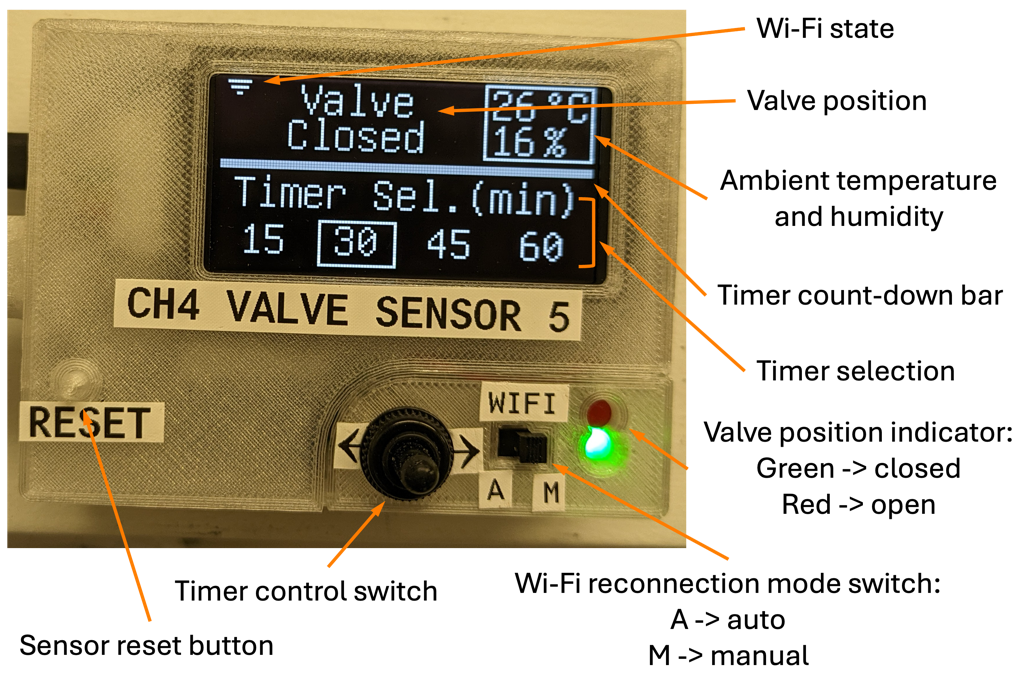 Wi-Fi state
Valve position
Ambient temperature
and humidity
Timer count-down bar
Timer selection
Valve position indicator:
Green -> closed
Red -> open
Wi-Fi reconnection mode switch:
A -> auto
M -> manual
Timer control switch
Sensor reset button
Valve
Closed
26 °C
16 %
Timer Sel.(min)
15 30 45 60
CH4 VALVE SENSOR 5
RESET
WIFI
A M